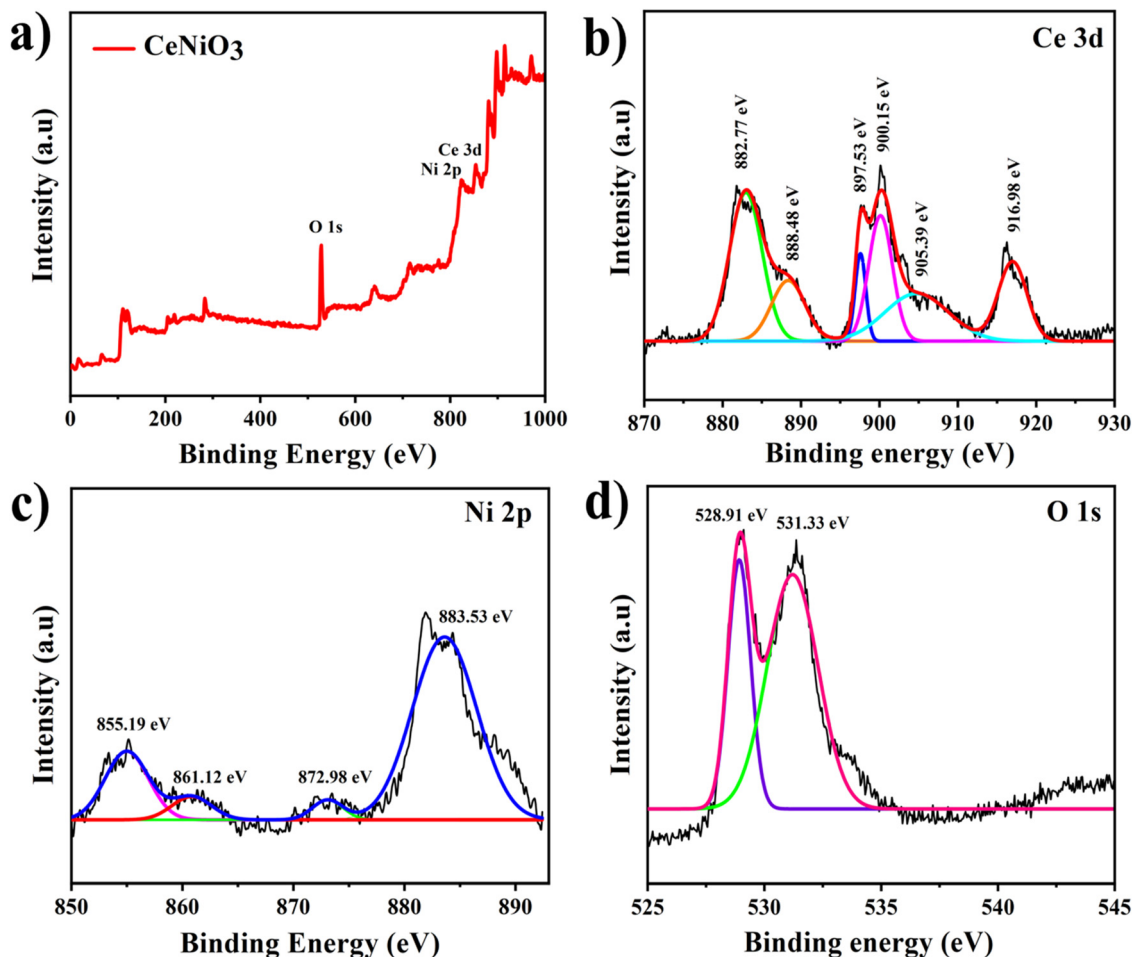 a)
CeNiO3
Intensity (a.u)
O 1s
Ce 3d
Ni 2p
0 200 400 600 800 1000
Binding Energy (eV)
b)
Ce 3d
Intensity (a.u)
882.77 eV
888.48 eV
897.53 eV
900.15 eV
905.39 eV
916.98 eV
870 880 890 900 910 920 930
Binding energy (eV)
c)
Ni 2p
Intensity (a.u)
855.19 eV
861.12 eV
872.98 eV
883.53 eV
850 860 870 880 890
Binding Energy (eV)
d)
O 1s
Intensity (a.u)
528.91 eV
531.33 eV
525 530 535 540 545
Binding energy (eV)